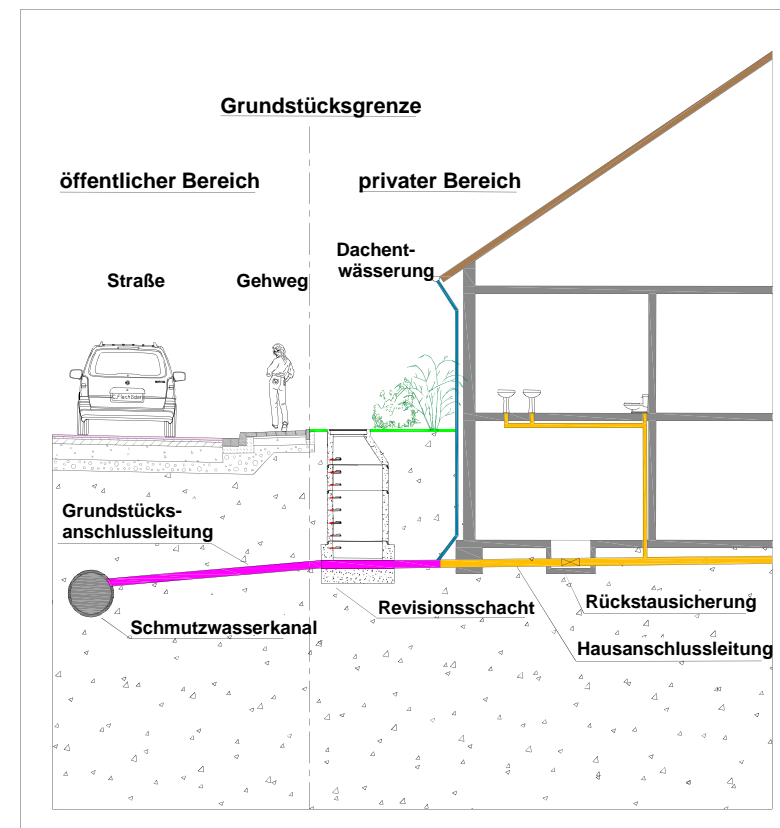 Grundstücksgrenze
öffentlicher Bereich
privater Bereich
Dachent-
wässerung
Straße
Gehweg
Grundstücks-
anschlussleitung
Schmutzwasserkanal
Revisionsschacht
Rückstausicherung
Hausanschlussleitung